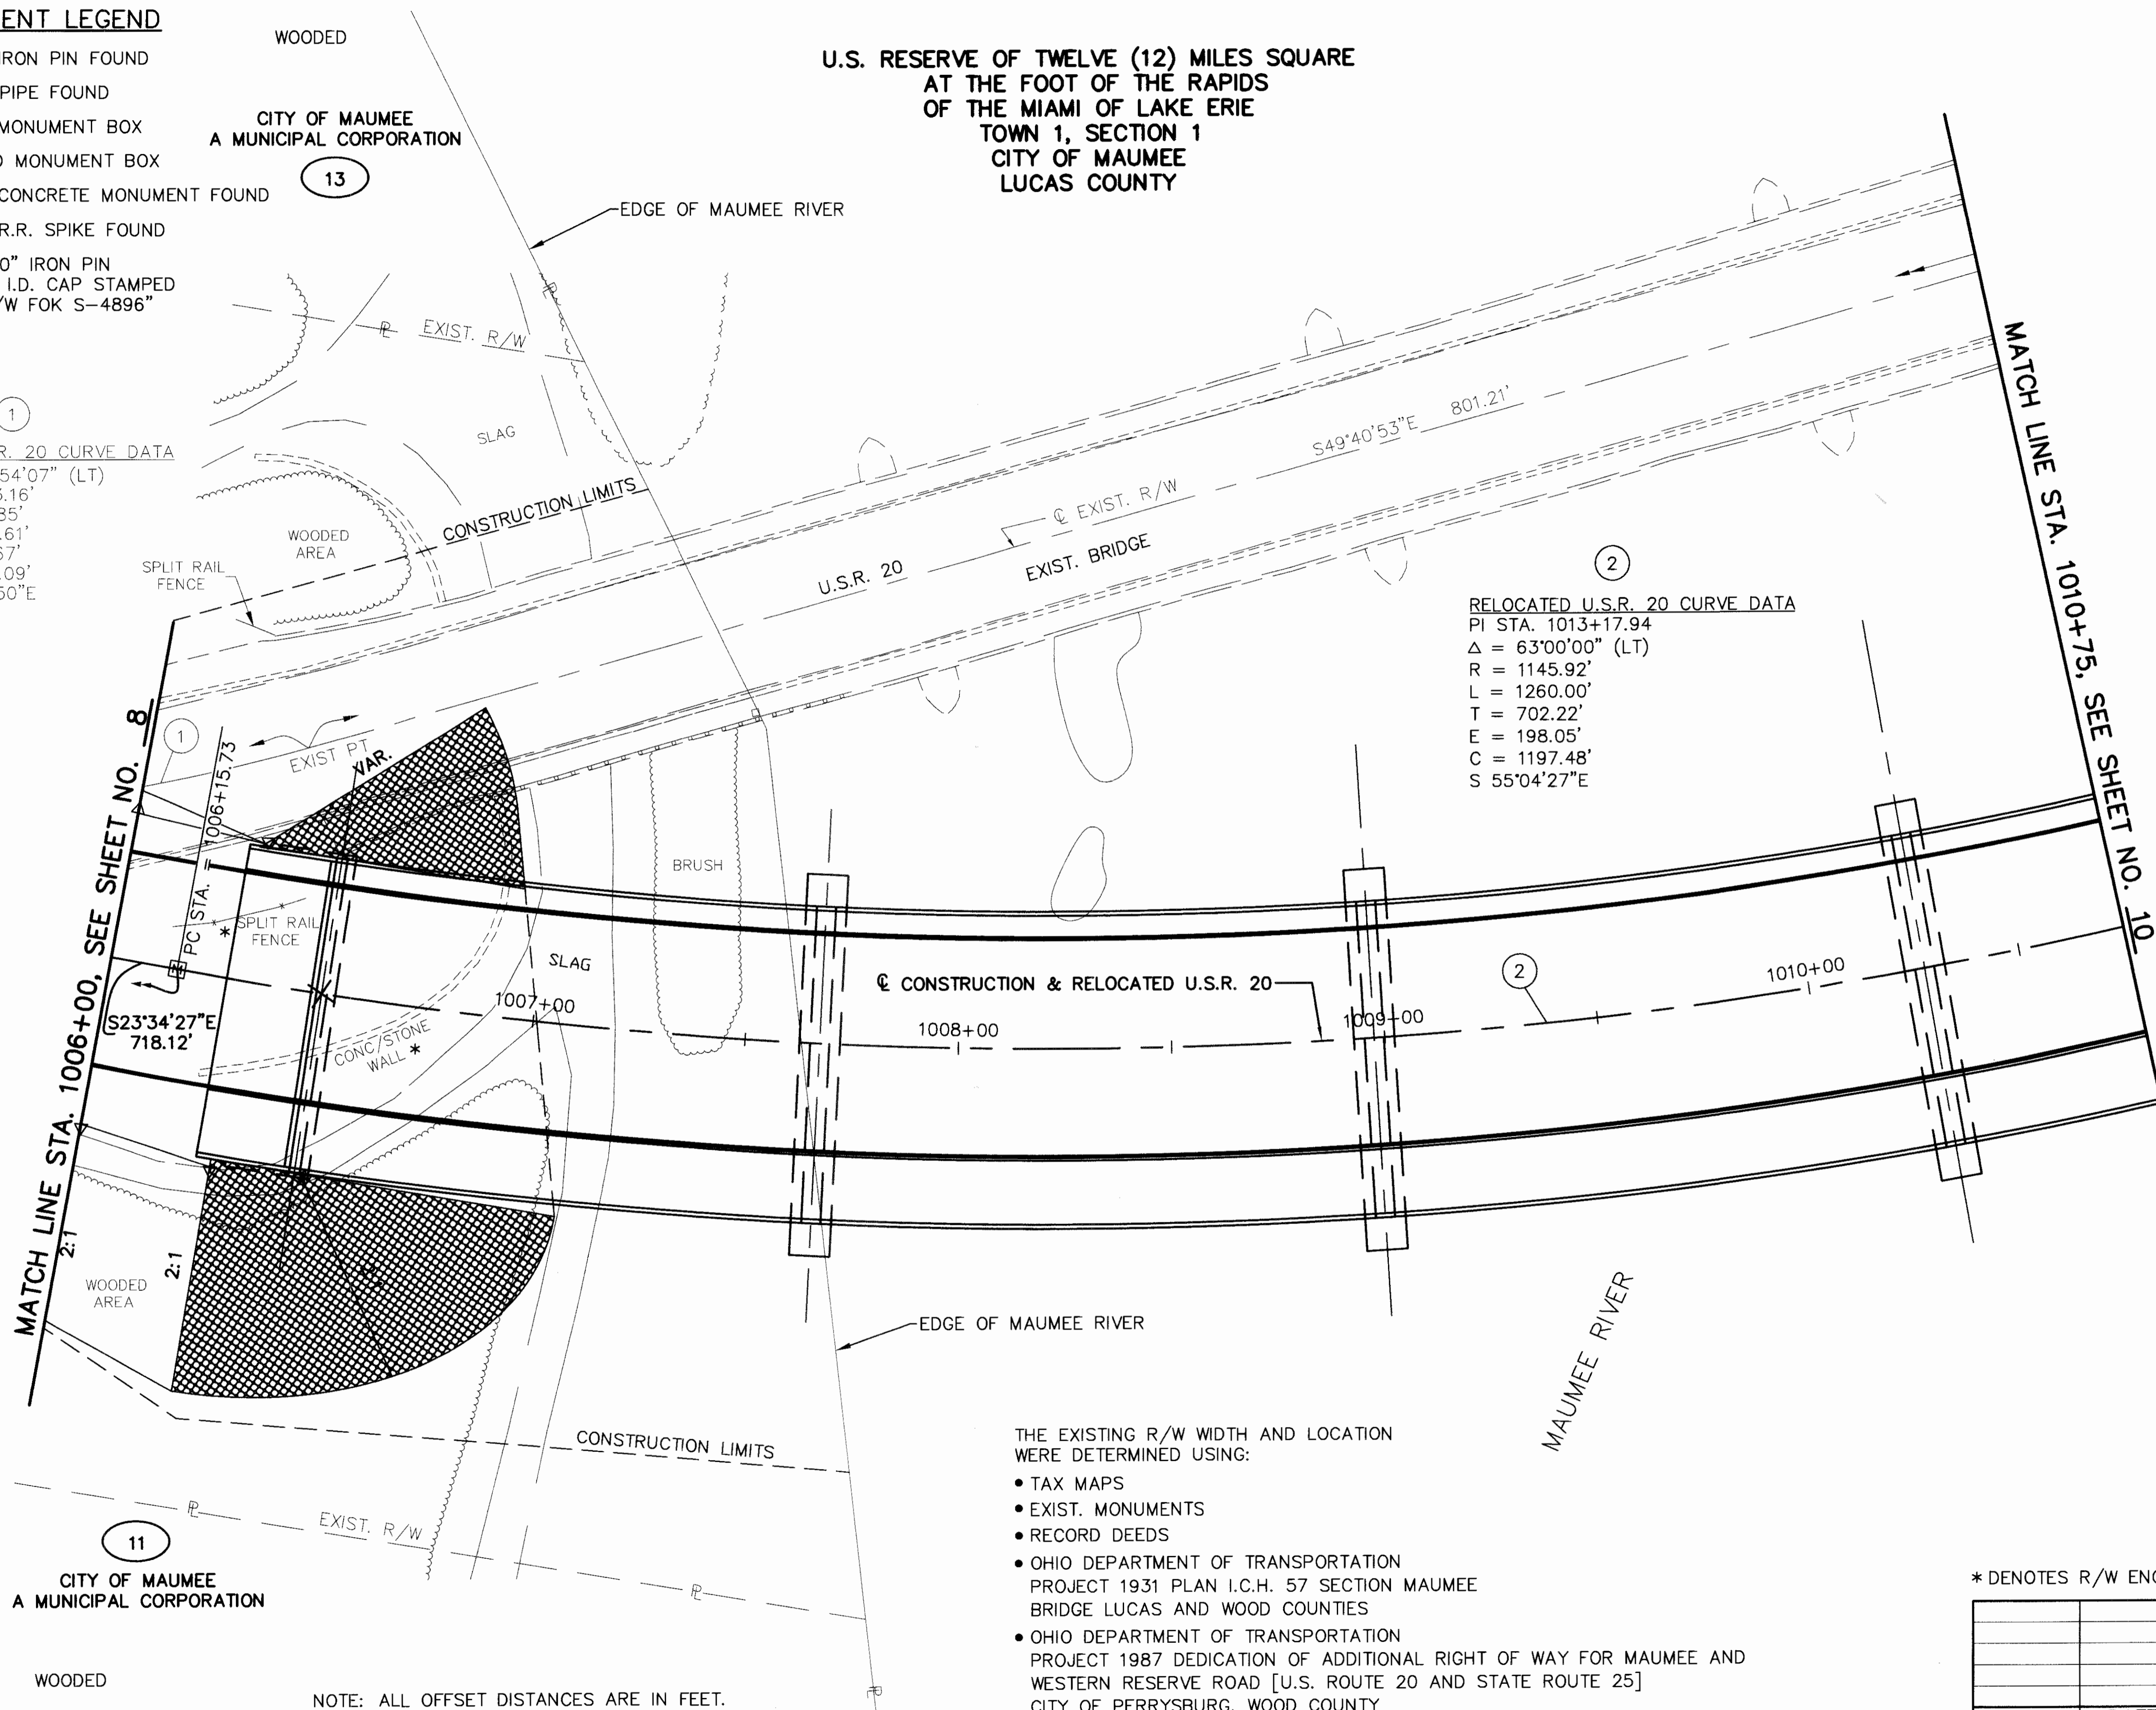 ENT LEGEND
IRON PIN FOUND
PIPE FOUND
MONUMENT BOX
MONUMENT BOX
CONCRETE MONUMENT FOUND
R.R. SPIKE FOUND
0" IRON PIN
I.D. CAP STAMPED
/W FOK S-4896"
WOODED
CITY OF MAUMEE
A MUNICIPAL CORPORATION
13
U.S. RESERVE OF TWELVE (12) MILES SQUARE
AT THE FOOT OF THE RAPIDS
OF THE MIAMI OF LAKE ERIE
TOWN 1, SECTION 1
CITY OF MAUMEE
LUCAS COUNTY
EDGE OF MAUMEE RIVER
℄ EXIST. R/W
1
R. 20 CURVE DATA
54'07" (LT)
.16'
85'
.61'
67'
.09'
50"E
SLAG
CONSTRUCTION LIMITS
WOODED
AREA
SPLIT RAIL
FENCE
U.S.R. 20
℄ EXIST. R/W
EXIST. BRIDGE
S49°40'53"E 801.21'
2
RELOCATED U.S.R. 20 CURVE DATA
PI STA. 1013+17.94
Δ = 63°00'00" (LT)
R = 1145.92'
L = 1260.00'
T = 702.22'
E = 198.05'
C = 1197.48'
S 55°04'27"E
MATCH LINE STA. 1010+75, SEE SHEET NO. 10
MATCH LINE STA. 1006+00, SEE SHEET NO. 8
1
PC STA. = 1006+15.73
EXIST PT
VAR.
* SPLIT RAIL
FENCE
S23°34'27"E
718.12'
BRUSH
SLAG
CONC/STONE
WALL *
1007+00
1008+00
1009+00
1010+00
℄ CONSTRUCTION & RELOCATED U.S.R. 20
2
2:1
2:1
WOODED
AREA
EDGE OF MAUMEE RIVER
MAUMEE RIVER
CONSTRUCTION LIMITS
EXIST. R/W
11
CITY OF MAUMEE
A MUNICIPAL CORPORATION
WOODED
NOTE: ALL OFFSET DISTANCES ARE IN FEET.
THE EXISTING R/W WIDTH AND LOCATION
WERE DETERMINED USING:
• TAX MAPS
• EXIST. MONUMENTS
• RECORD DEEDS
• OHIO DEPARTMENT OF TRANSPORTATION
PROJECT 1931 PLAN I.C.H. 57 SECTION MAUMEE
BRIDGE LUCAS AND WOOD COUNTIES
• OHIO DEPARTMENT OF TRANSPORTATION
PROJECT 1987 DEDICATION OF ADDITIONAL RIGHT OF WAY FOR MAUMEE AND
WESTERN RESERVE ROAD [U.S. ROUTE 20 AND STATE ROUTE 25]
CITY OF PERRYSBURG, WOOD COUNTY
* DENOTES R/W EN